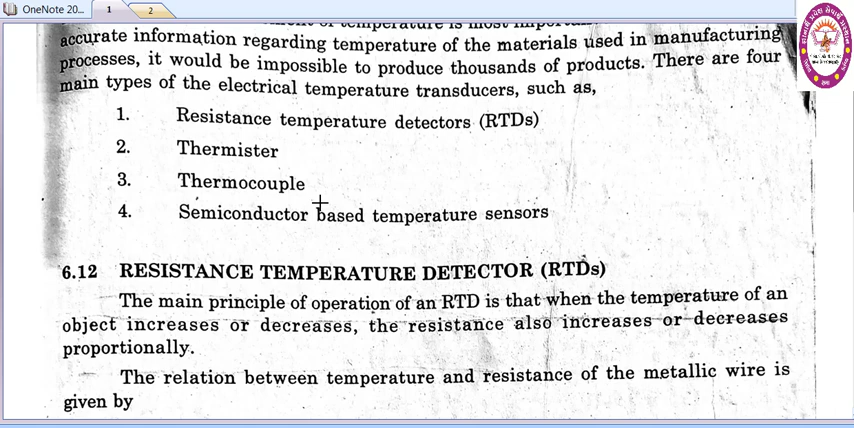 OneNote 20...
1
2
of temperature is most
accurate information regarding temperature of the materials used in manufacturing
processes, it would be impossible to produce thousands of products. There are four
main types of the electrical temperature transducers, such as,
1. Resistance temperature detectors (RTDs)
2. Thermister
3. Thermocouple
4. Semiconductor based temperature sensors
6.12 RESISTANCE TEMPERATURE DETECTOR (RTDs)
The main principle of operation of an RTD is that when the temperature of an
object increases or decreases, the resistance also increases or decreases
proportionally.
The relation between temperature and resistance of the metallic wire is
given by